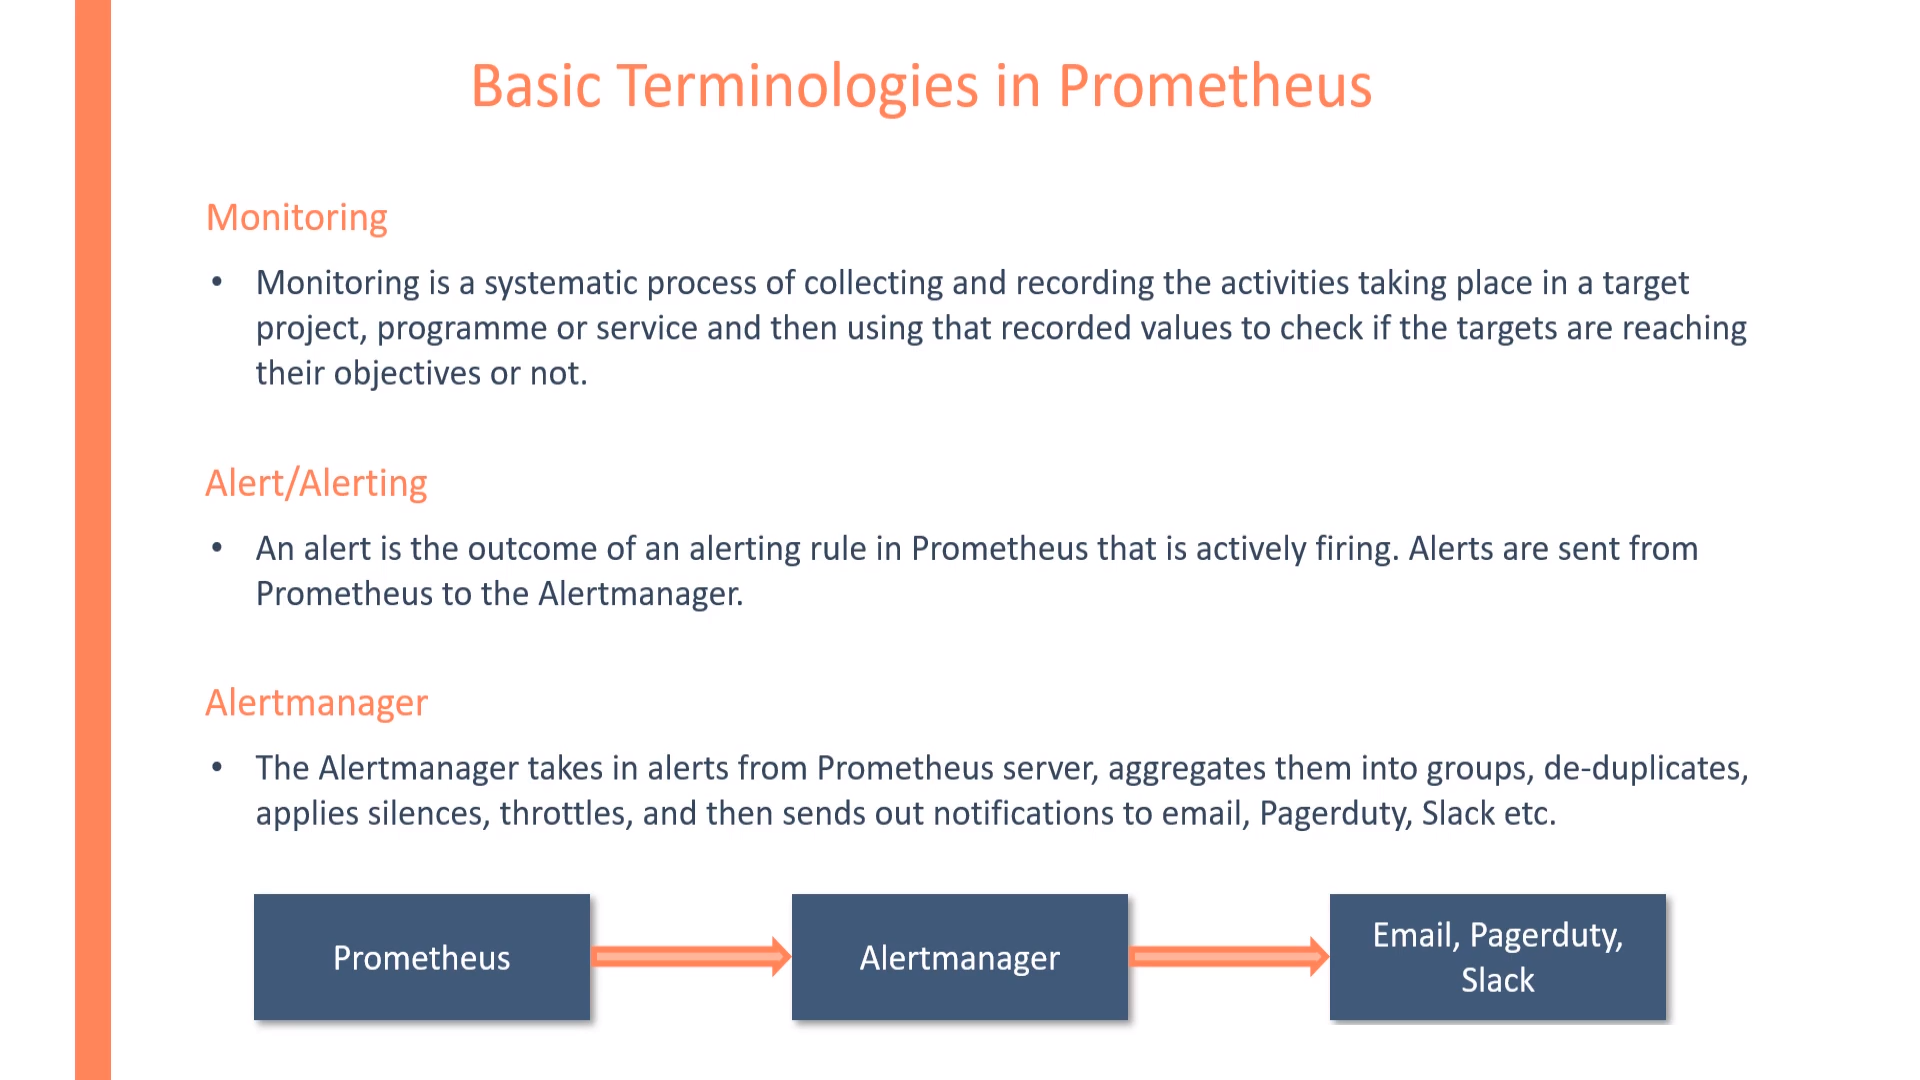 Basic Terminologies in Prometheus
Monitoring
• Monitoring is a systematic process of collecting and recording the activities taking place in a target
project, programme or service and then using that recorded values to check if the targets are reaching
their objectives or not.
Alert/Alerting
• An alert is the outcome of an alerting rule in Prometheus that is actively firing. Alerts are sent from
Prometheus to the Alertmanager.
Alertmanager
• The Alertmanager takes in alerts from Prometheus server, aggregates them into groups, de-duplicates,
applies silences, throttles, and then sends out notifications to email, Pagerduty, Slack etc.
Prometheus
Alertmanager
Email, Pagerduty,
Slack